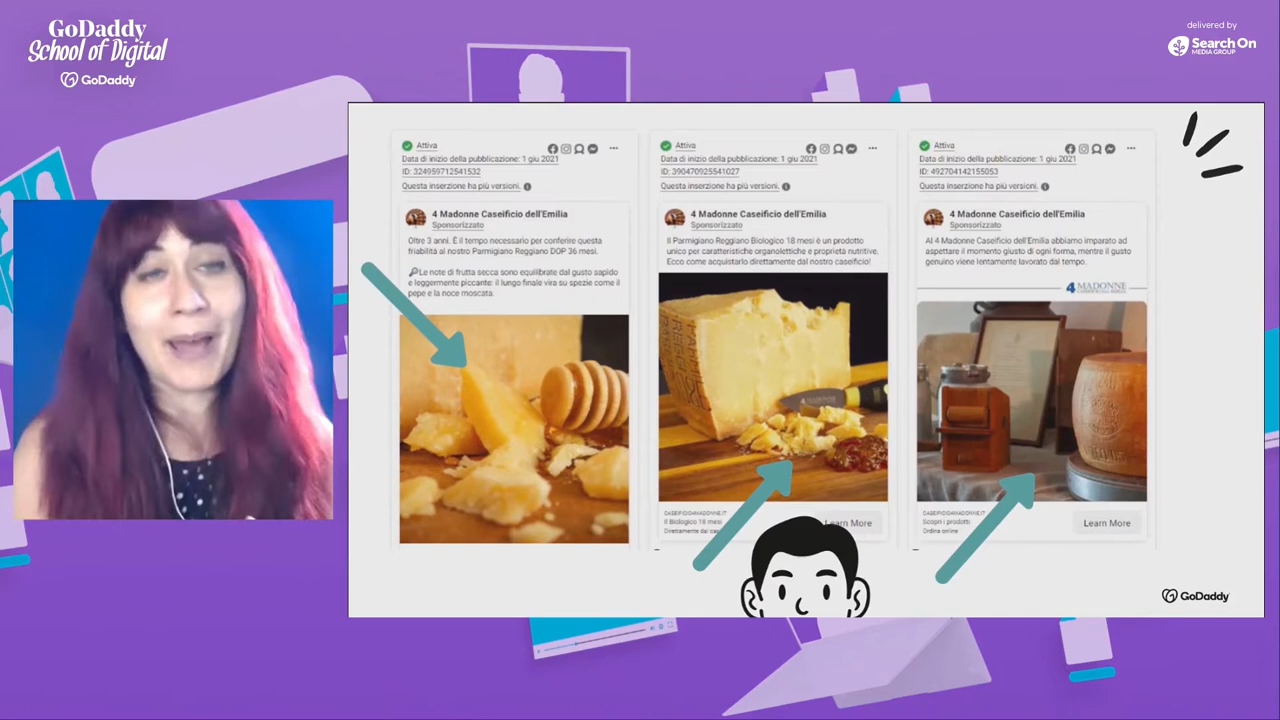 GoDaddy
School of Digital
GoDaddy
delivered by
Search On
MEDIA GROUP
Attiva
Data di inizio della pubblicazione: 1 giu 2021
ID: 324959712541532
Questa inserzione ha più versioni.
4 Madonne Caseificio dell'Emilia
Sponsorizzato
Oltre 3 anni. È il tempo necessario per conferire questa
friabilità al nostro Parmigiano Reggiano DOP 36 mesi.
🔎Le note di frutta secca sono equilibrate dal gusto sapido
e leggermente piccante: il lungo finale vira su spezie come il
pepe e la noce moscata.
Attiva
Data di inizio della pubblicazione: 1 giu 2021
ID: 390470925541027
Questa inserzione ha più versioni.
4 Madonne Caseificio dell'Emilia
Sponsorizzato
Il Parmigiano Reggiano Biologico 18 mesi è un prodotto
unico per caratteristiche organolettiche e proprietà nutritive.
Ecco come acquistarlo direttamente dal nostro caseificio!
CASEIFICIO4MADONNE.IT
Il Biologico 18 mesi
Direttamente dal
Learn More
Attiva
Data di inizio della pubblicazione: 1 giu 2021
ID: 492704142155053
Questa inserzione ha più versioni.
4 Madonne Caseificio dell'Emilia
Sponsorizzato
Al 4 Madonne Caseificio dell'Emilia abbiamo imparato ad
aspettare il momento giusto di ogni forma, mentre il gusto
genuino viene lentamente lavorato dal tempo.
4 MADONNE
CASEIFICIO4MADONNE.IT
Scopri i prodotti
Ordina online
Learn More
GoDaddy